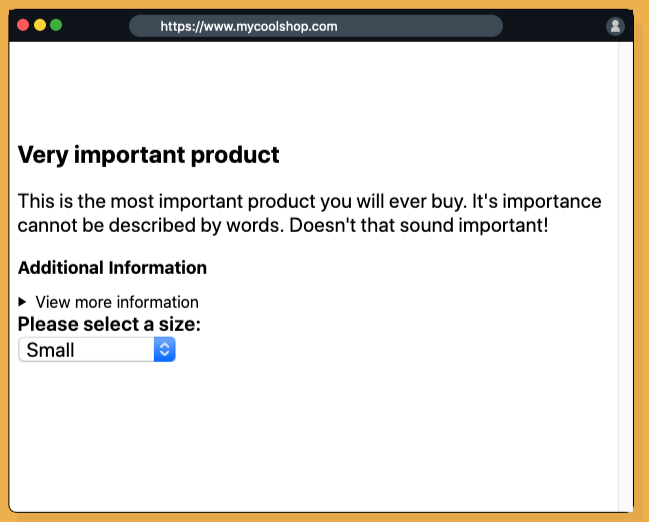 https://www.mycoolshop.com
Very important product
This is the most important product you will ever buy. It's importance
cannot be described by words. Doesn't that sound important!
Additional Information
View more information
Please select a size:
Small